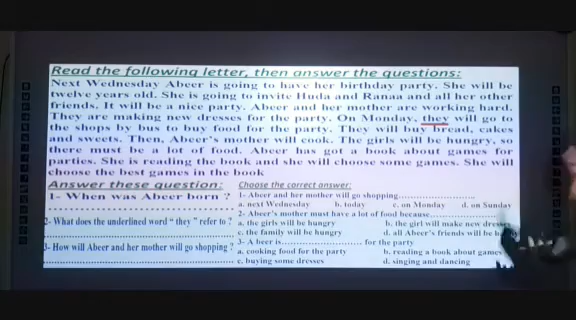 Read the following letter, then answer the questions:
Next Wednesday Abeer is going to have her birthday party. She will be
twelve years old. She is going to invite Huda and Ranaa and all her other
friends. It will be a nice party. Abeer and her mother are working hard.
They are making new dresses for the party. On Monday, they will go to
the shops by bus to buy food for the party. They will buy bread, cakes
and sweets. Then, Abeer's mother will cook. The girls will be hungry, so
there must be a lot of food. Abeer has got a book about games for
parties. She is reading the book and she will choose some games. She will
choose the best games in the book
Answer these question:
1- When was Abeer born ?
2- What does the underlined word " they " refer to ?
3- How will Abeer and her mother will go shopping ?
Choose the correct answer:
1- Abeer and her mother will go shopping......................
a. next Wednesday b. today c. on Monday d. on Sunday
2- Abeer's mother must have a lot of food because......................
a. the girls will be hungry b. the girl will make new dresses
c. the family will be hungry d. all Abeer's friends will be
3- A beer is...................... for the party
a. cooking food for the party b. reading a book about games
c. buying some dresses d. singing and dancing